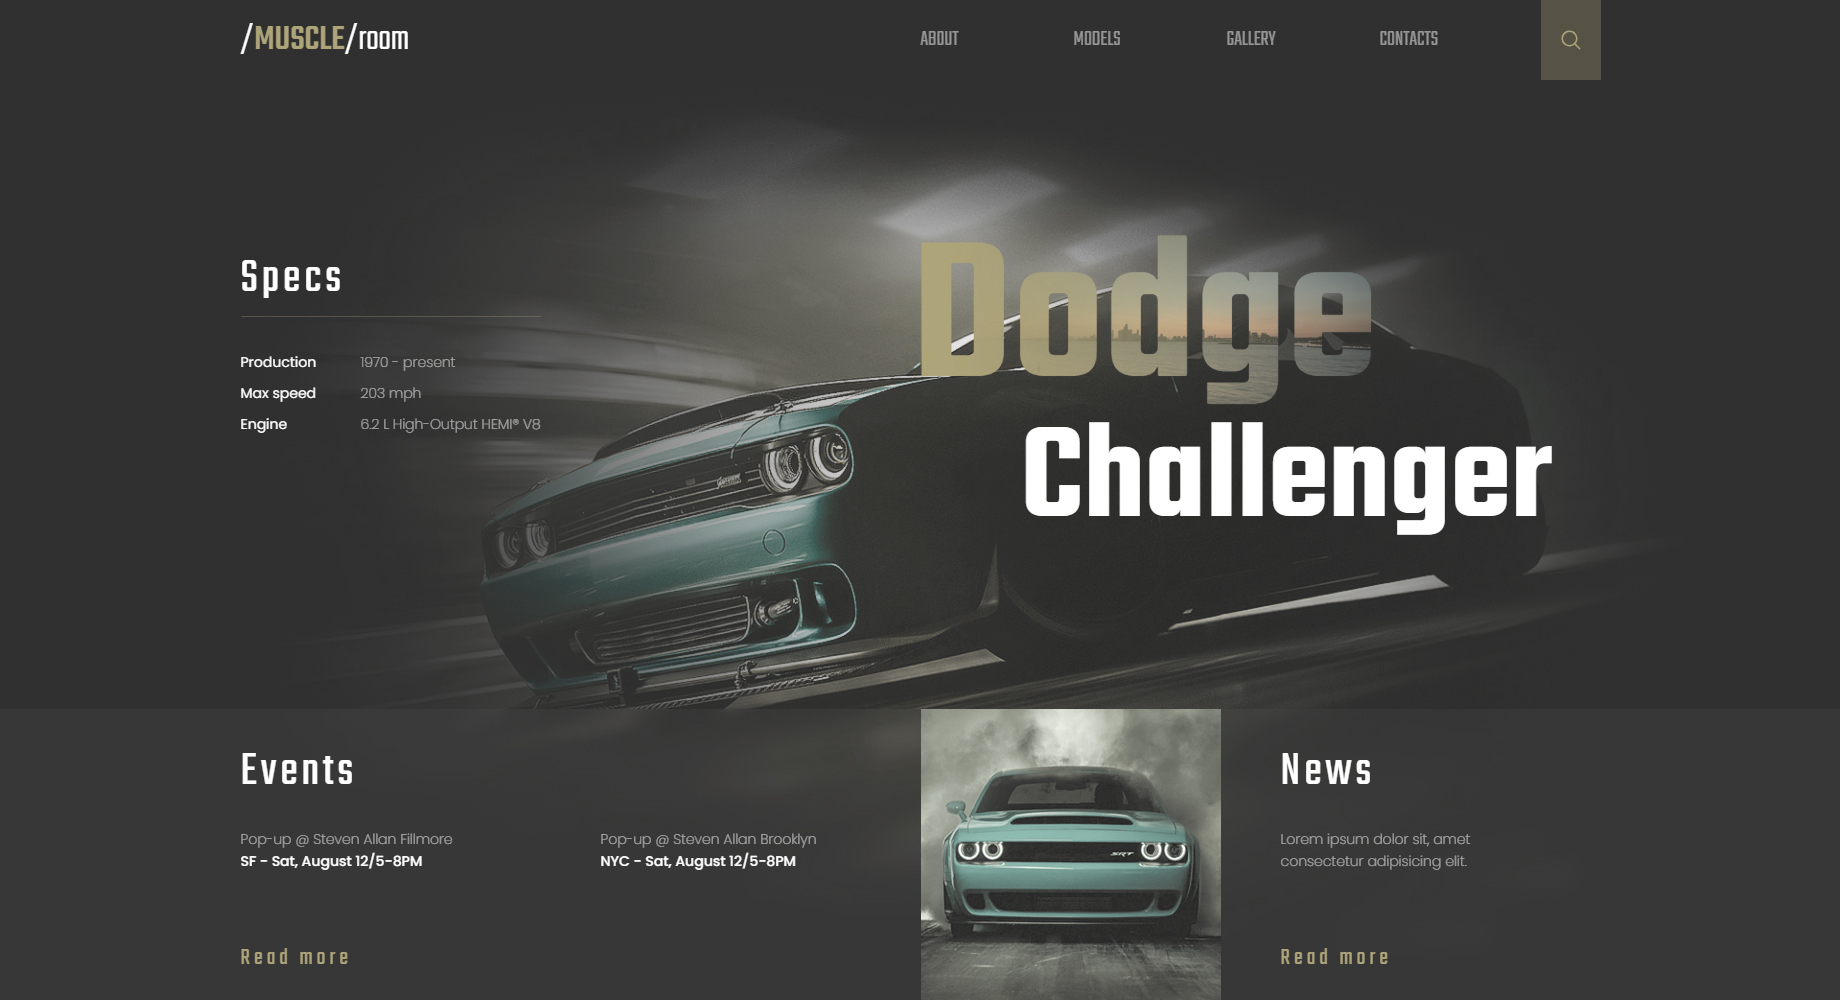 /MUSCLE/room
ABOUT MODELS GALLERY CONTACTS
Dodge
Challenger
Specs
Production 1970 - present
Max speed 203 mph
Engine 6.2 L High-Output HEMI® V8
Events
Pop-up @ Steven Allan Fillmore
SF - Sat, August 12/5-8PM
Pop-up @ Steven Allan Brooklyn
NYC - Sat, August 12/5-8PM
Read more
SRT
News
Lorem ipsum dolor sit, amet
consectetur adipisicing elit.
Read more